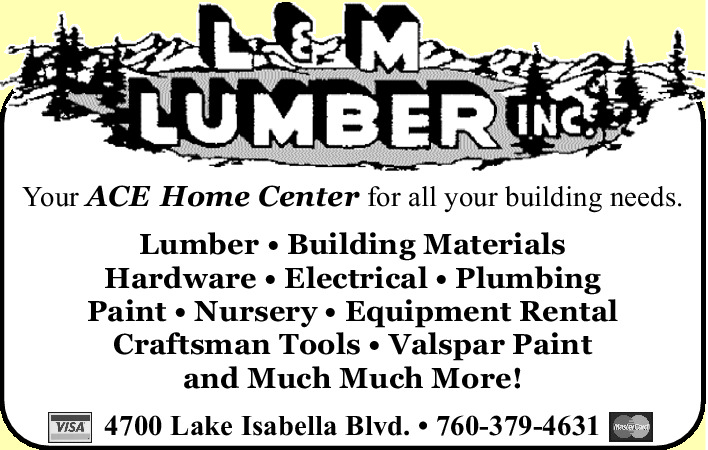 L & M
LUMBER INC.
Your ACE Home Center for all your building needs.
Lumber • Building Materials
Hardware • Electrical • Plumbing
Paint • Nursery • Equipment Rental
Craftsman Tools • Valspar Paint
and Much Much More!
VISA 4700 Lake Isabella Blvd. • 760-379-4631 MasterCard